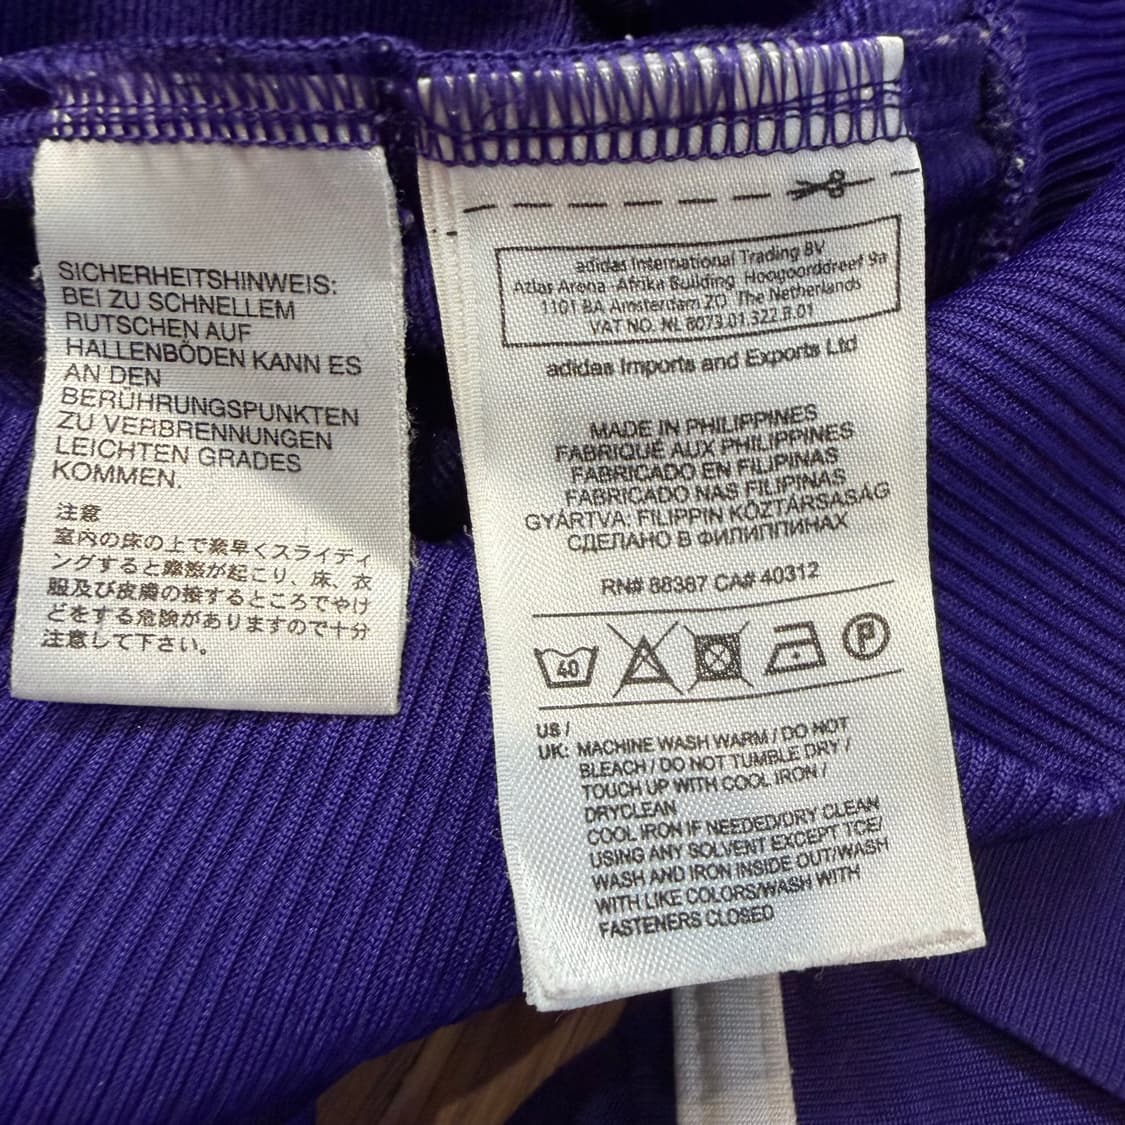 SICHERHEITSHINWEIS:
BEI ZU SCHNELLEM
RUTSCHEN AUF
HALLENBÖDEN KANN ES
AN DEN
BERÜHRUNGSPUNKTEN
ZU VERBRENNUNGEN
LEICHTEN GRADES
KOMMEN.
注意
室内の床の上で素早くスライディ
ングすると摩擦が起こり、床、衣
服及び皮膚の接するところでやけ
どをする危険がありますので十分
注意して下さい。
adidas International Trading BV
Atlas Arena Afrika Building Hoogoorddreef 9a
1101 BA Amsterdam ZO The Netherlands
VAT NO. NL 8073.01.322.B.01
adidas Imports and Exports Ltd
MADE IN PHILIPPINES
FABRIQUÉ AUX PHILIPPINES
FABRICADO EN FILIPINAS
FABRICADO NAS FILIPINAS
GYÁRTVA: FILIPPIN KÖZTÁRSASÁG
СДЕЛАНО В ФИЛИППИНАХ
RN# 88387 CA# 40312
40 P
US /
UK: MACHINE WASH WARM / DO NOT
BLEACH / DO NOT TUMBLE DRY /
TOUCH UP WITH COOL IRON /
DRYCLEAN
COOL IRON IF NEEDED/DRY CLEAN
USING ANY SOLVENT EXCEPT TCE/
WASH AND IRON INSIDE OUT/WASH
WITH LIKE COLORS/WASH WITH
FASTENERS CLOSED